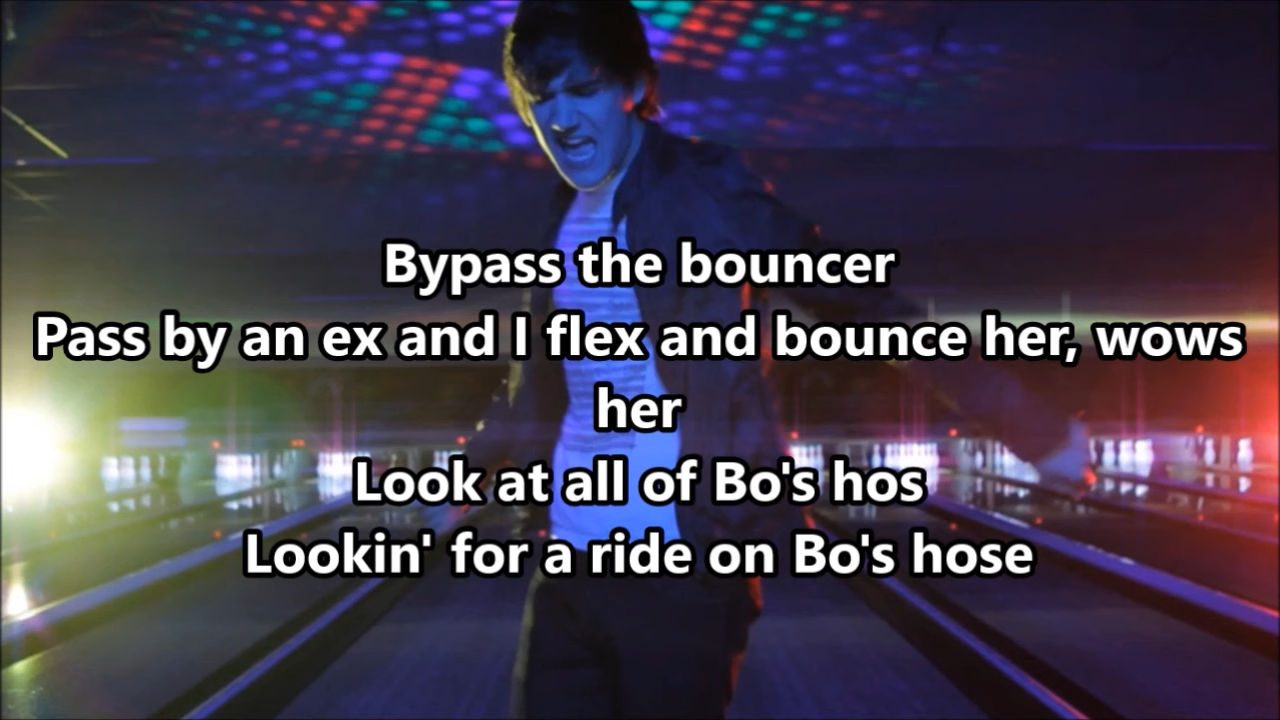 Bypass the bouncer
Pass by an ex and I flex and bounce her, wows
her
Look at all of Bo's hos
Lookin' for a ride on Bo's hose